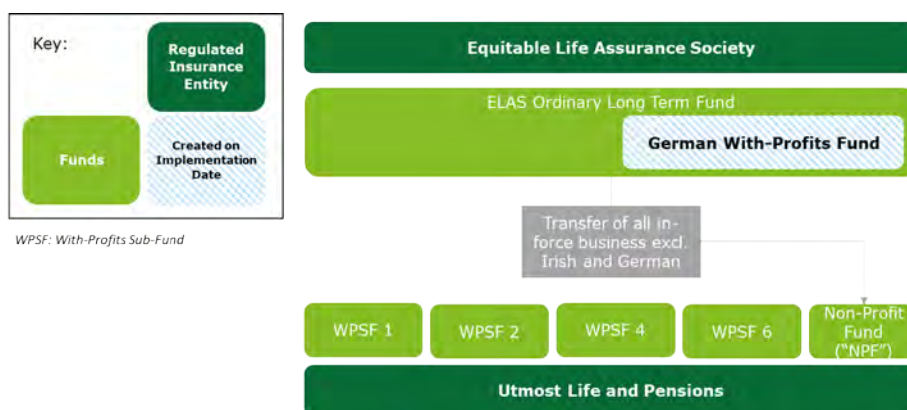 Key:
Regulated
Insurance
Entity
Funds
Created on
Implementation
Date
WPSF: With-Profits Sub-Fund
Equitable Life Assurance Society
ELAS Ordinary Long Term Fund
German With-Profits Fund
Transfer of all in-
force business excl.
Irish and German
WPSF 1
WPSF 2
WPSF 4
WPSF 6
Non-Profit
Fund
("NPF")
Utmost Life and Pensions